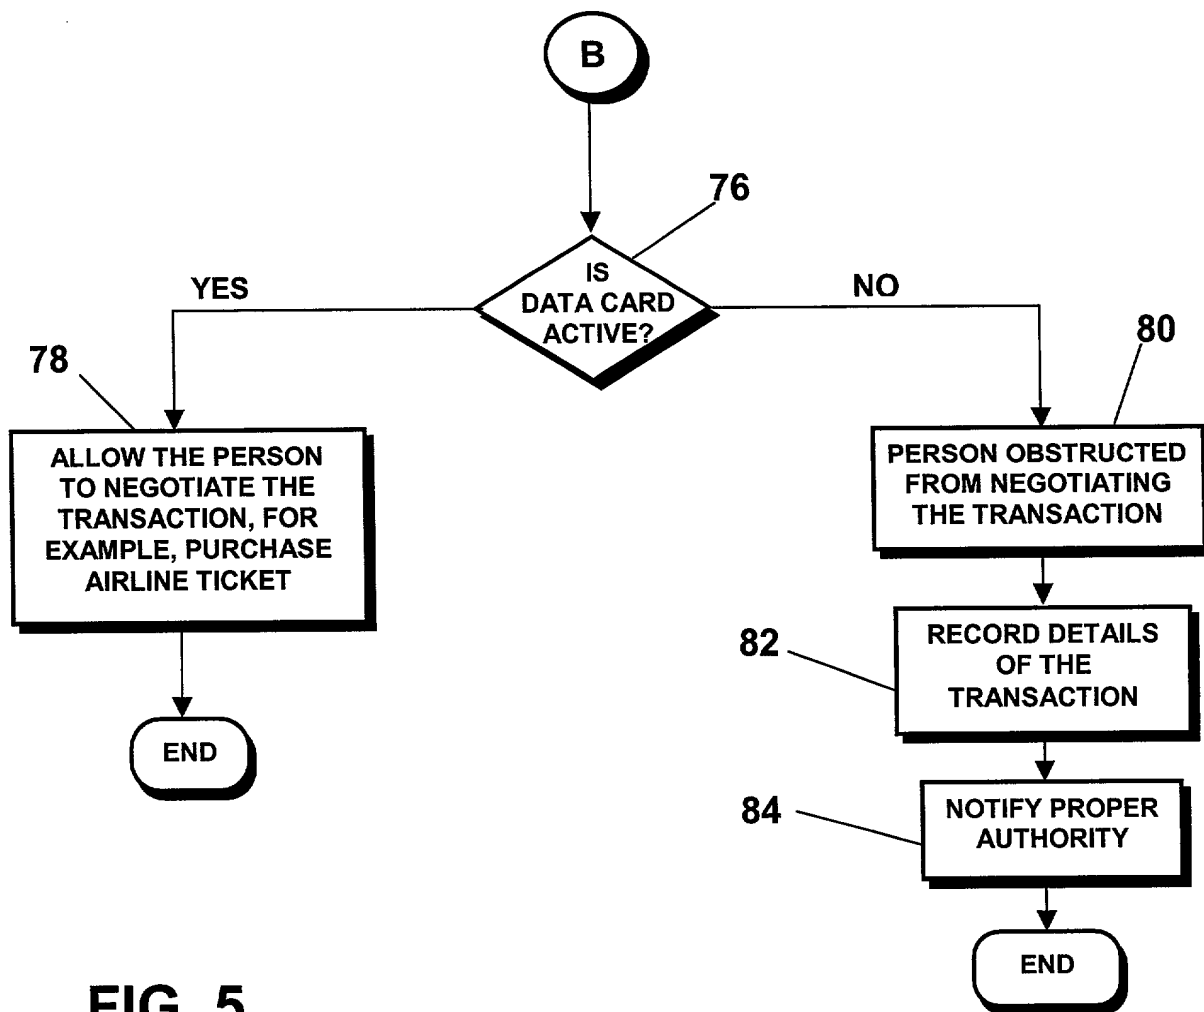 B
76
IS
DATA CARD
ACTIVE?
YES
NO
78
80
ALLOW THE PERSON
TO NEGOTIATE THE
TRANSACTION, FOR
EXAMPLE, PURCHASE
AIRLINE TICKET
PERSON OBSTRUCTED
FROM NEGOTIATING
THE TRANSACTION
82
RECORD DETAILS
OF THE
TRANSACTION
END
84
NOTIFY PROPER
AUTHORITY
END
FIG. 5